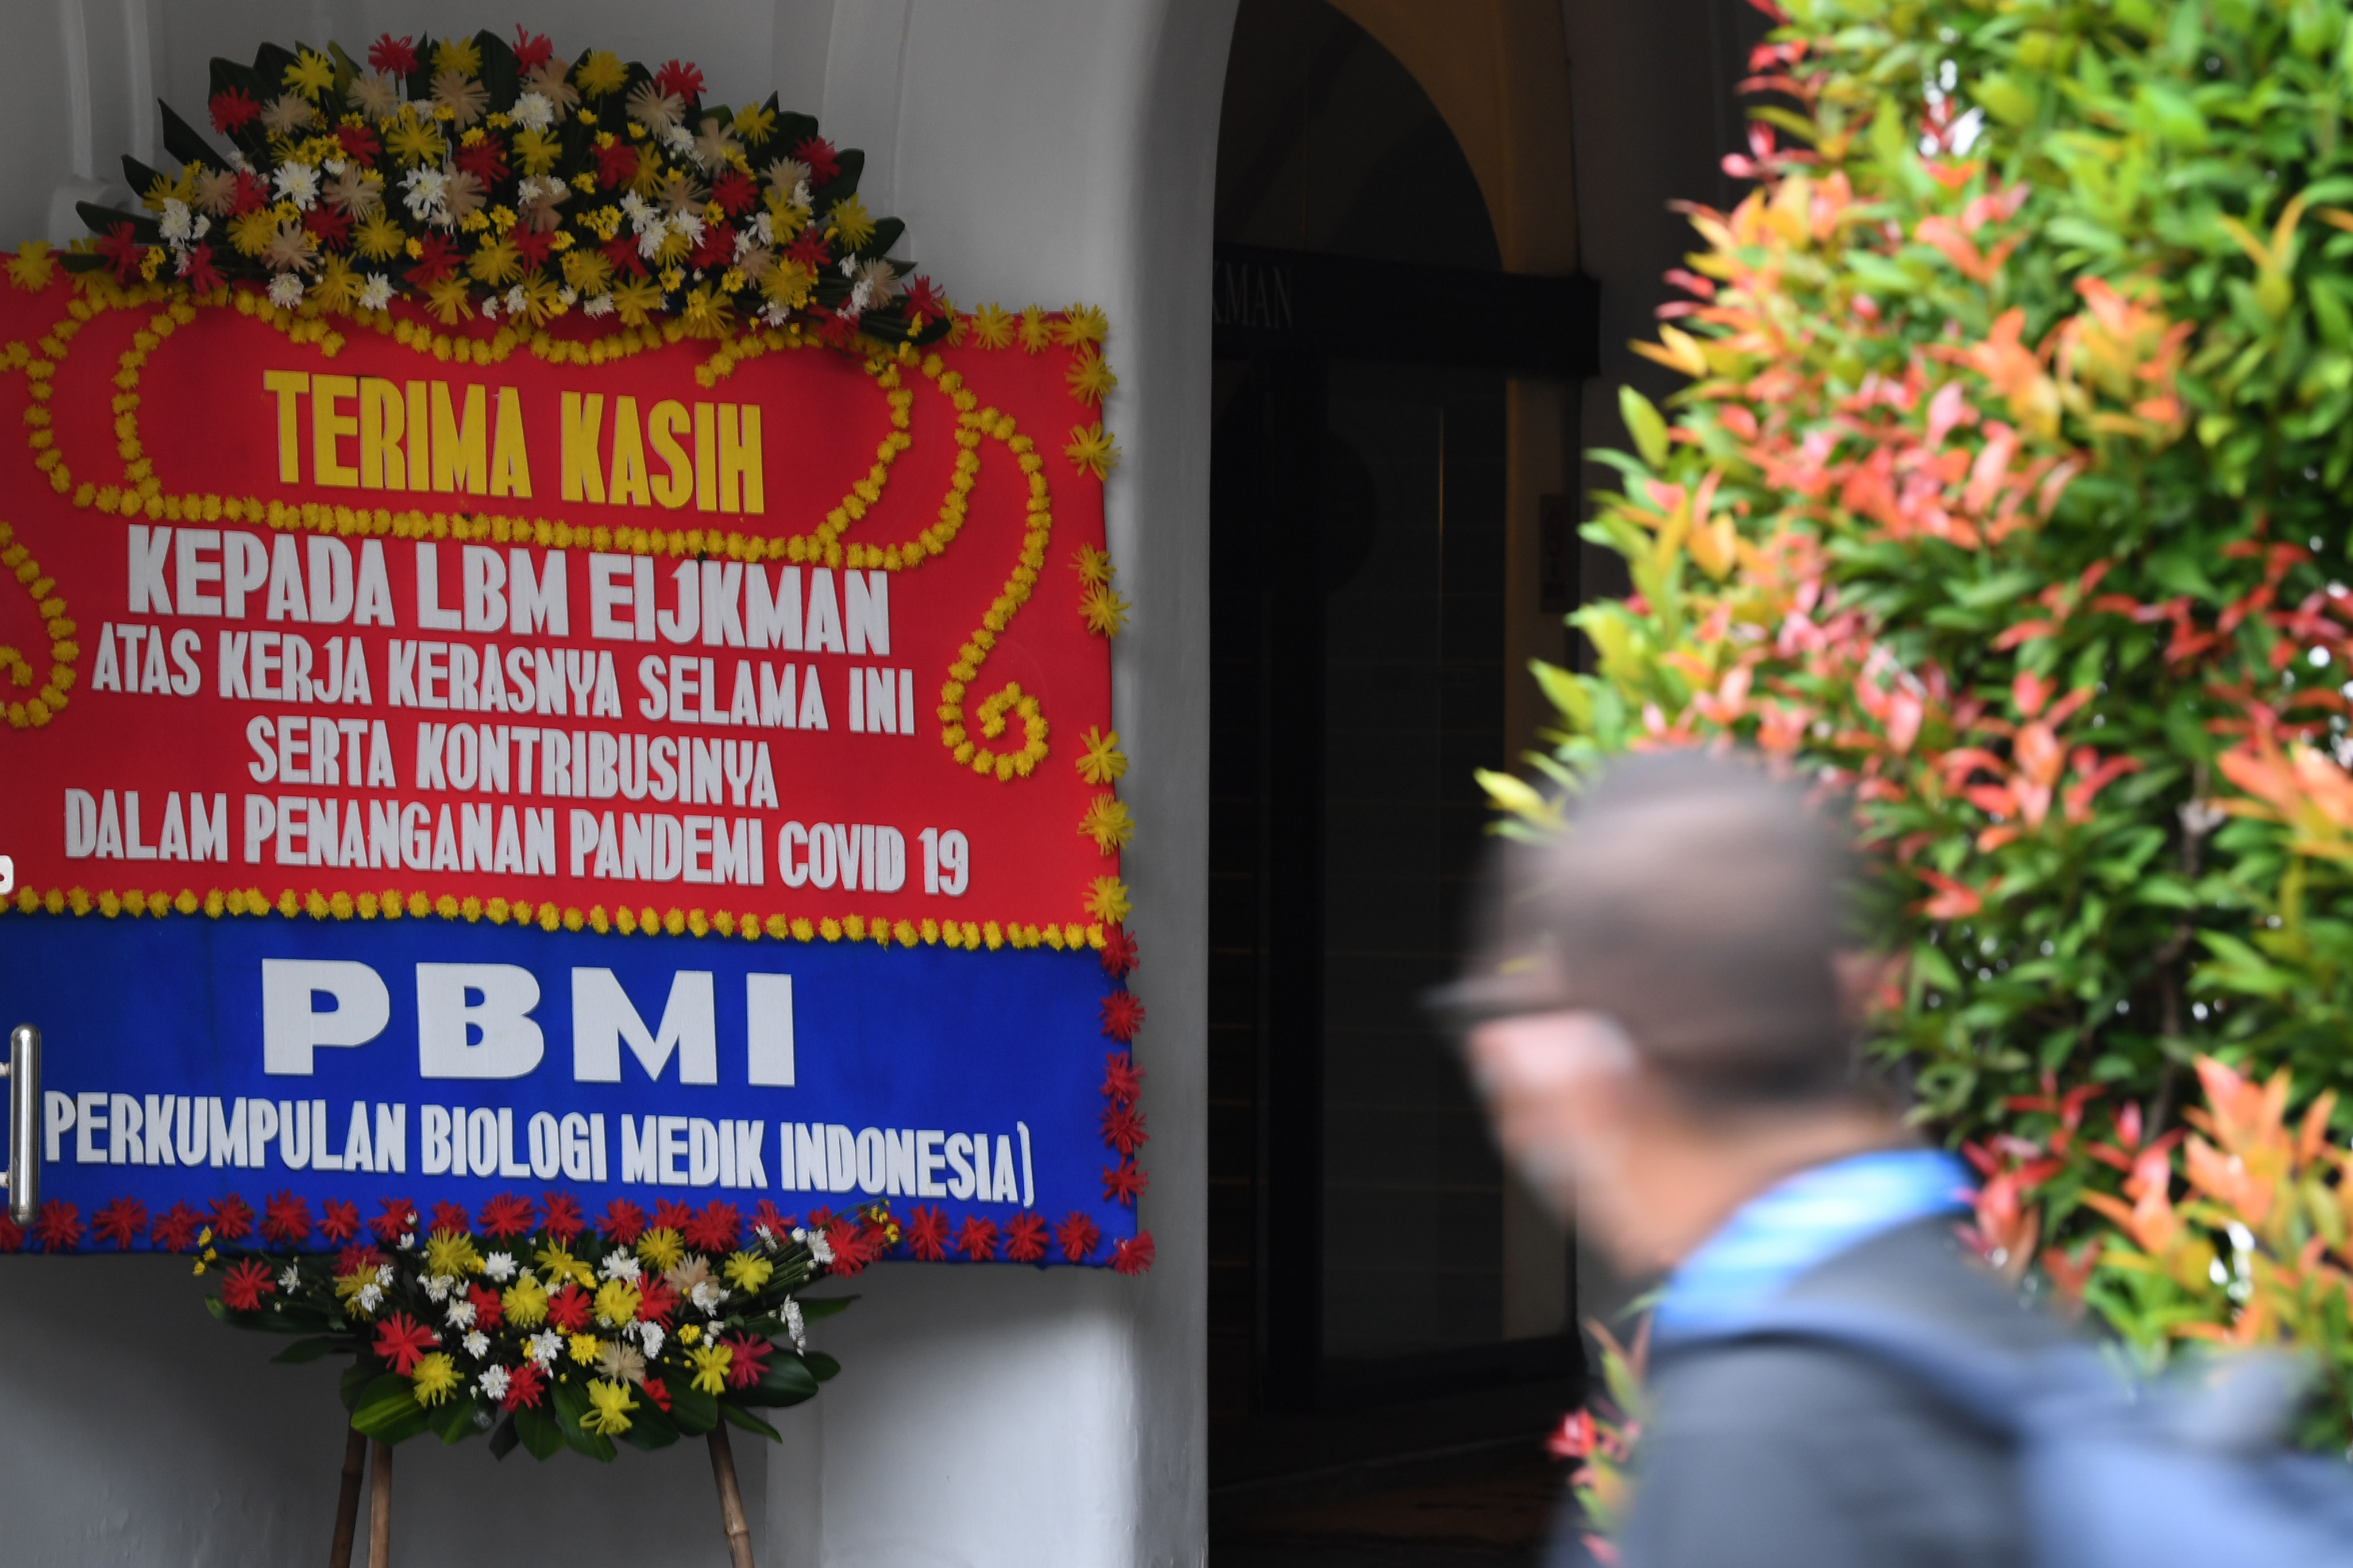 TERIMA KASIH
KEPADA LBM EIJKMAN
ATAS KERJA KERASNYA SELAMA INI
SERTA KONTRIBUSINYA
DALAM PENANGANAN PANDEMI COVID 19
PBMI
PERKUMPULAN BIOLOGI MEDIK INDONESIA)
KMAN